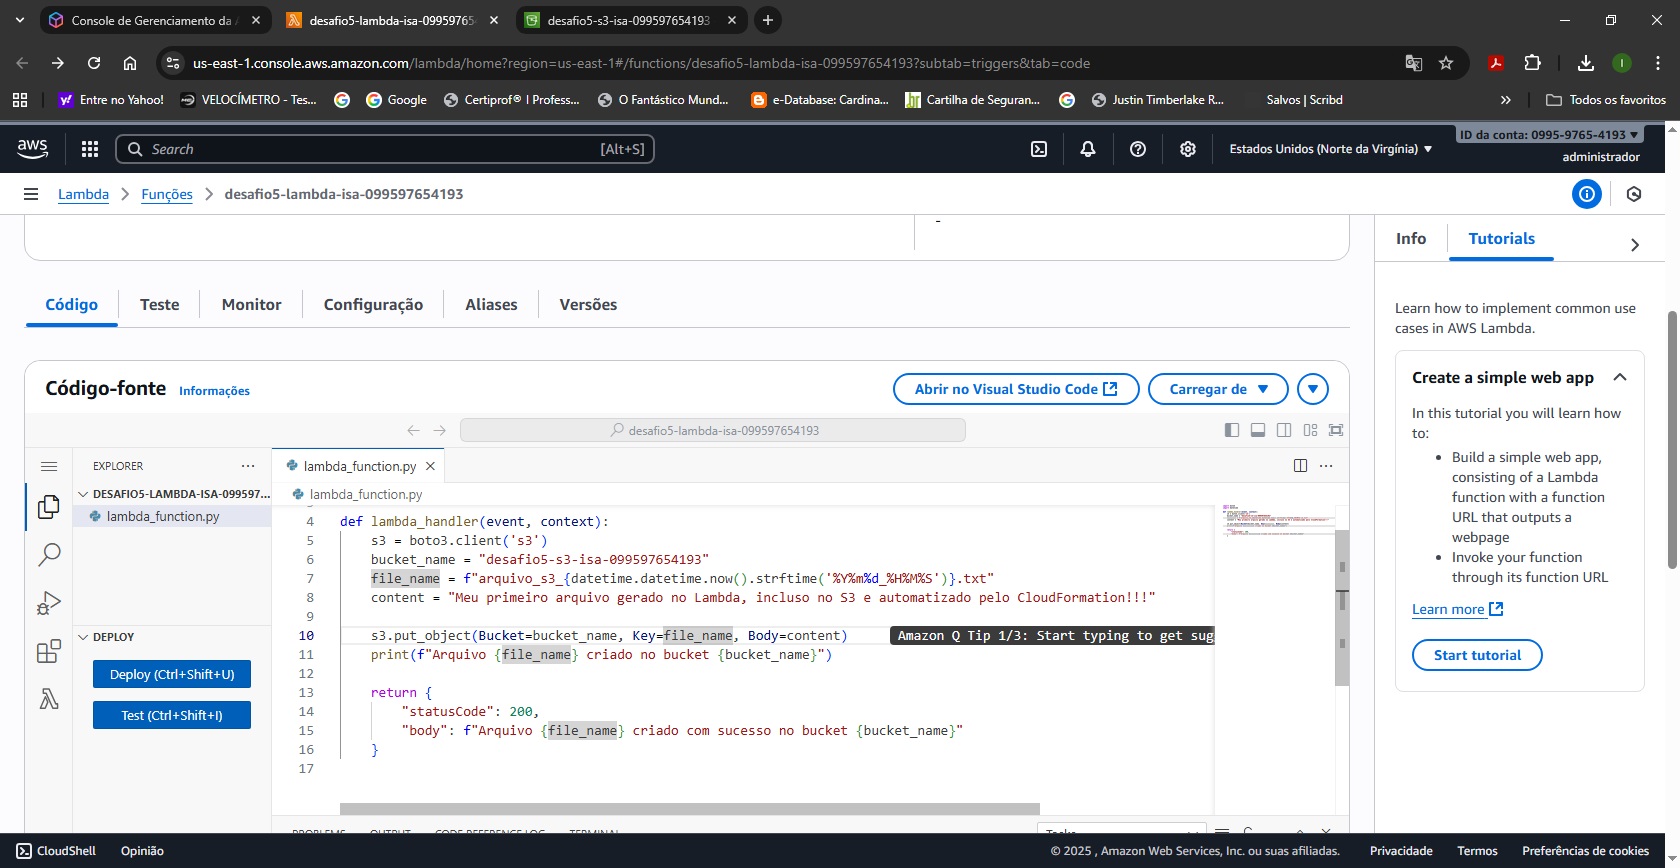 Console de Gerenciamento da
desafio5-lambda-isa-09959765
desafio5-s3-isa-099597654193
us-east-1.console.aws.amazon.com/lambda/home?region=us-east-1#/functions/desafio5-lambda-isa-099597654193?subtab=triggers&tab=code
I
Entre no Yahoo!
VELOCÍMETRO - Tes...
Google
Certiprof® I Profess...
O Fantástico Mund...
e-Database: Cardina...
Cartilha de Seguran...
Justin Timberlake R...
Salvos | Scribd
Todos os favoritos
aws
Search
[Alt+S]
Estados Unidos (Norte da Virgínia)
ID da conta: 0995-9765-4193
administrador
Lambda > Funções > desafio5-lambda-isa-099597654193
-
Info
Tutorials
Código
Teste
Monitor
Configuração
Aliases
Versões
Learn how to implement common use
cases in AWS Lambda.
Create a simple web app
In this tutorial you will learn how
to:
• Build a simple web app,
consisting of a Lambda
function with a function
URL that outputs a
webpage
• Invoke your function
through its function URL
Learn more
Start tutorial
Código-fonte
Informações
Abrir no Visual Studio Code
Carregar de
desafio5-lambda-isa-099597654193
EXPLORER
DESAFIO5-LAMBDA-ISA-099597...
lambda_function.py
DEPLOY
Deploy (Ctrl+Shift+U)
Test (Ctrl+Shift+I)
lambda_function.py
lambda_function.py
4 def lambda_handler(event, context):
5 s3 = boto3.client('s3')
6 bucket_name = "desafio5-s3-isa-099597654193"
7 file_name = f"arquivo_s3_{datetime.datetime.now().strftime('%Y%m%d_%H%M%S')}.txt"
8 content = "Meu primeiro arquivo gerado no Lambda, incluso no S3 e automatizado pelo CloudFormation!!!"
9
10 s3.put_object(Bucket=bucket_name, Key=file_name, Body=content) Amazon Q Tip 1/3: Start typing to get sug
11 print(f"Arquivo {file_name} criado no bucket {bucket_name}")
12
13 return {
14 "statusCode": 200,
15 "body": f"Arquivo {file_name} criado com sucesso no bucket {bucket_name}"
16 }
17
PROBLEMS
OUTPUT
CODE REFERENCE LOG
TERMINAL
Tasks
CloudShell
Opinião
© 2025 , Amazon Web Services, Inc. ou suas afiliadas.
Privacidade
Termos
Preferências de cookies